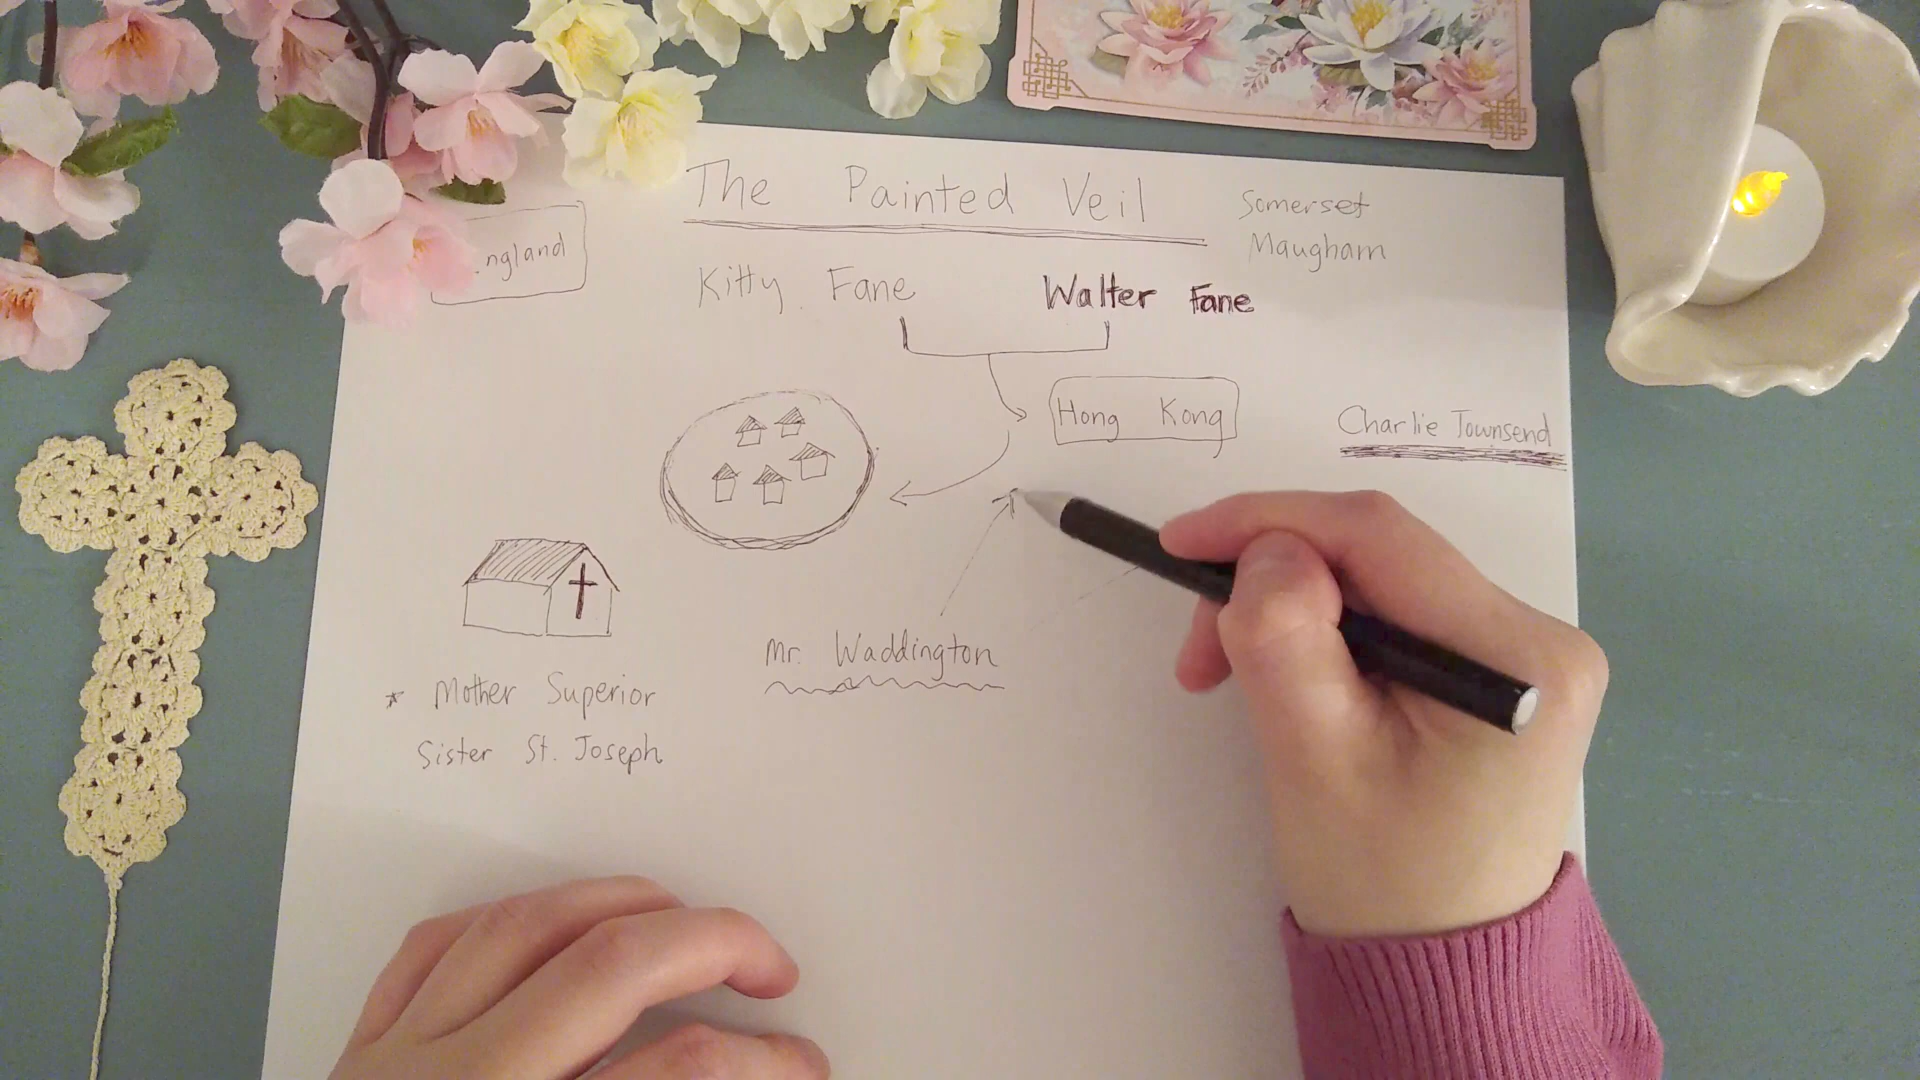 The Painted Veil
Somerset
Maugham
ngland
Kitty Fane
Walter Fane
Hong Kong
Charlie Townsend
Mr. Waddington
* Mother Superior
Sister St. Joseph